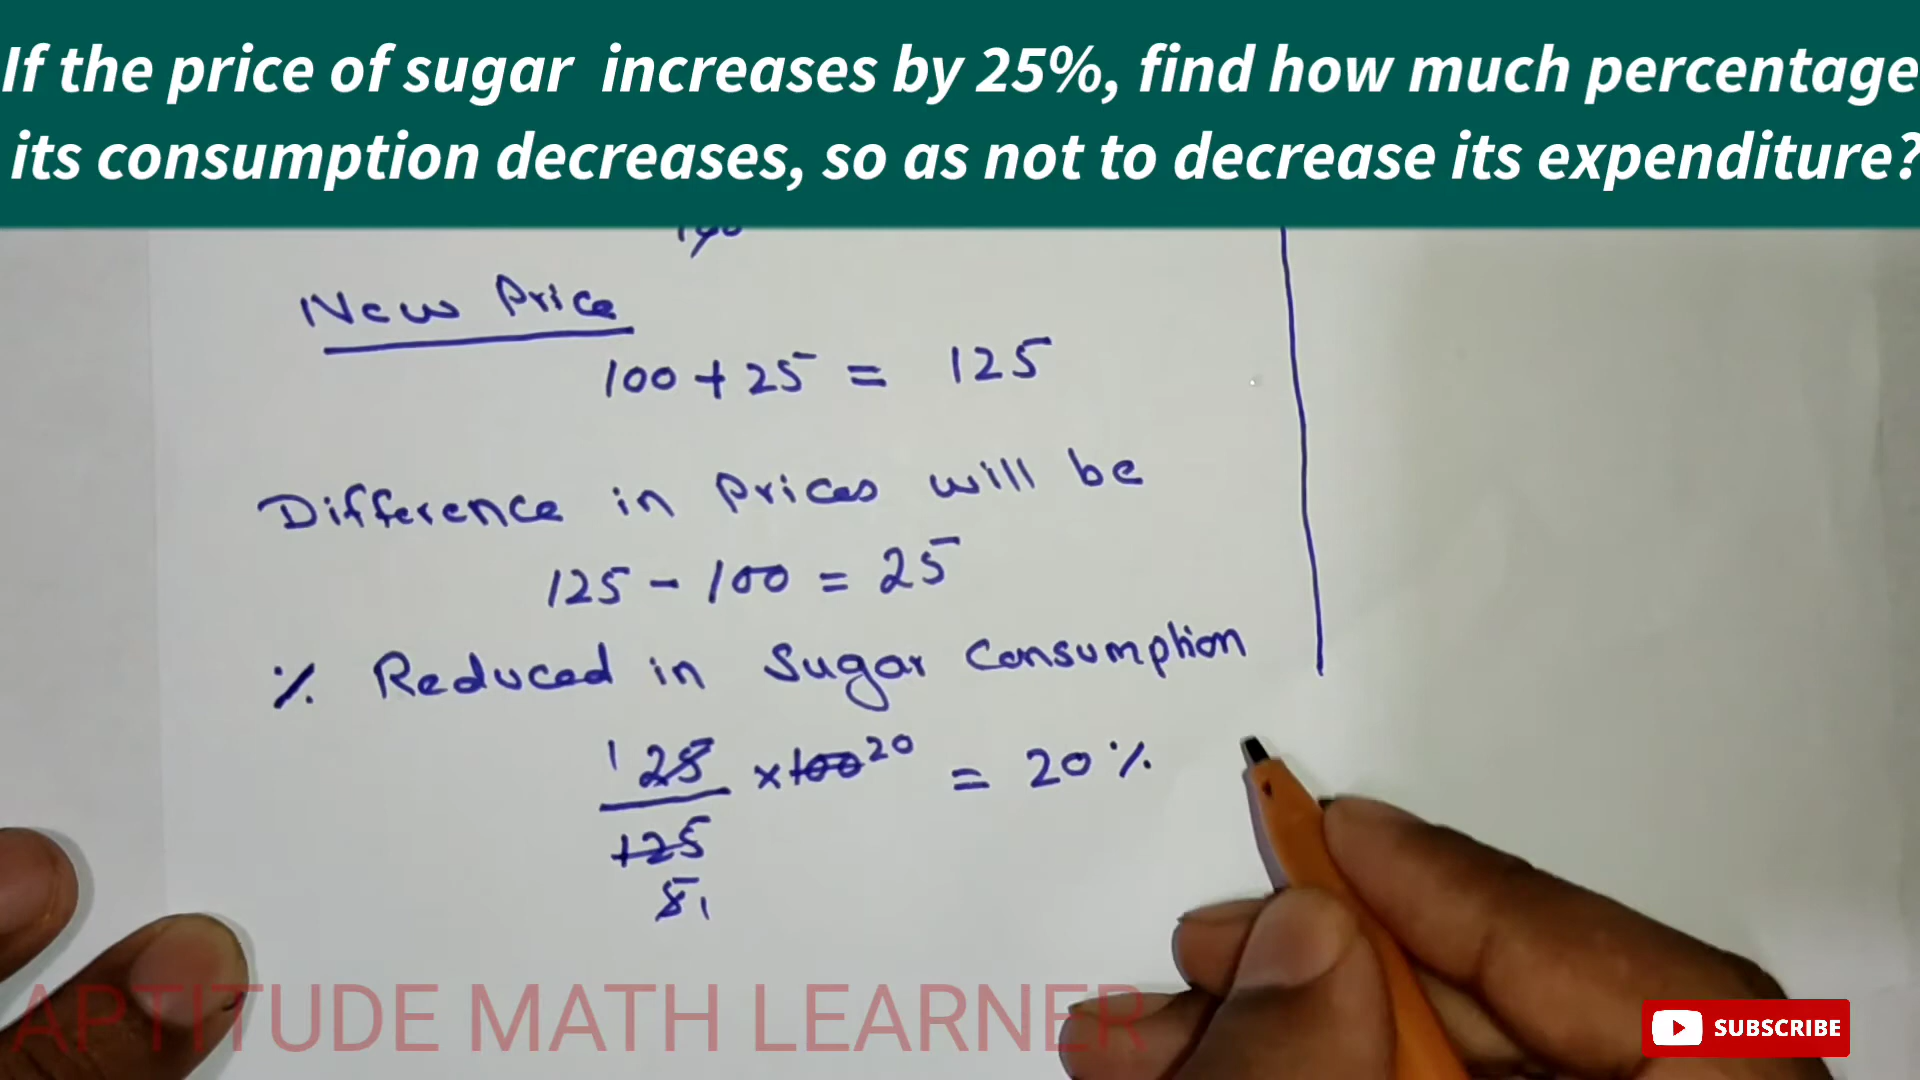 If the price of sugar increases by 25%, find how much percentage
its consumption decreases, so as not to decrease its expenditure?
New Price
100 + 25 = 125
Difference in Prices will be
125 - 100 = 25
% Reduced in Sugar Consumption
1 25 ×100 20 = 20 %
125
5 1
APTITUDE MATH LEARNER
SUBSCRIBE